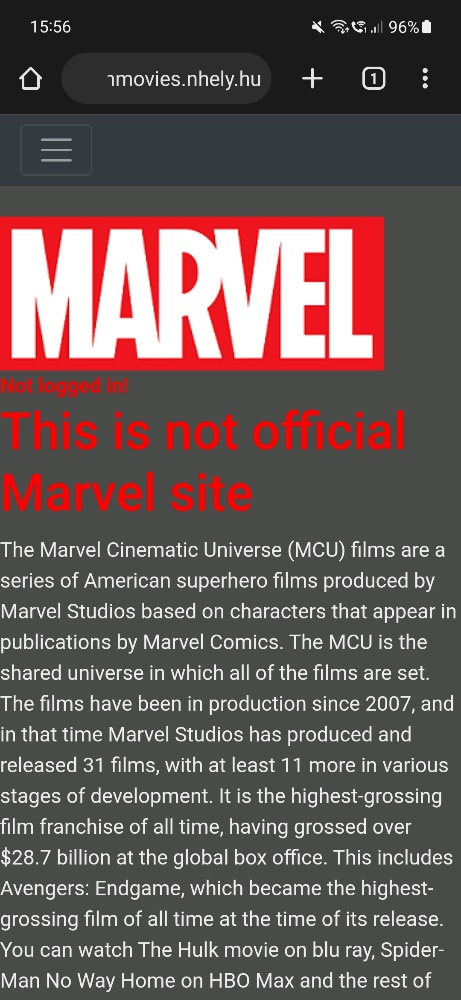 15:56
96%
nmovies.nhely.hu
1
MARVEL
Not logged in!
This is not official
Marvel site
The Marvel Cinematic Universe (MCU) films are a
series of American superhero films produced by
Marvel Studios based on characters that appear in
publications by Marvel Comics. The MCU is the
shared universe in which all of the films are set.
The films have been in production since 2007, and
in that time Marvel Studios has produced and
released 31 films, with at least 11 more in various
stages of development. It is the highest-grossing
film franchise of all time, having grossed over
$28.7 billion at the global box office. This includes
Avengers: Endgame, which became the highest-
grossing film of all time at the time of its release.
You can watch The Hulk movie on blu ray, Spider-
Man No Way Home on HBO Max and the rest of